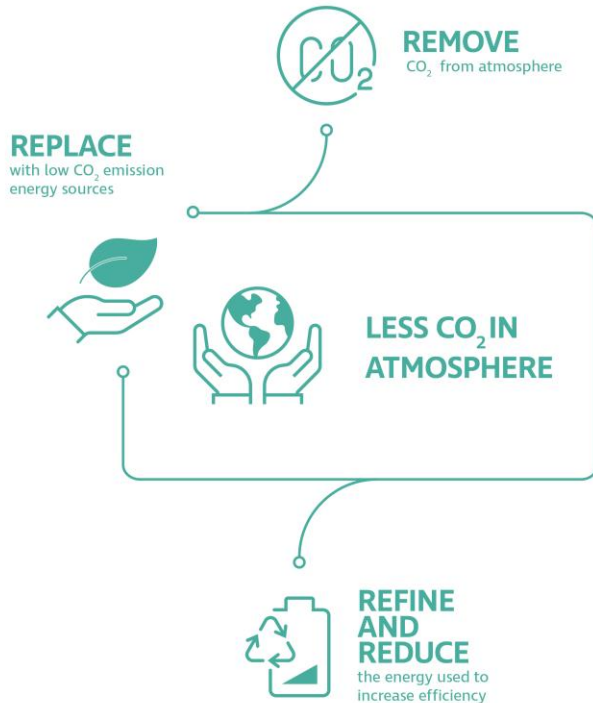 CO₂
REMOVE
CO₂ from atmosphere
REPLACE
with low CO₂ emission
energy sources
LESS CO₂ IN
ATMOSPHERE
REFINE
AND
REDUCE
the energy used to
increase efficiency